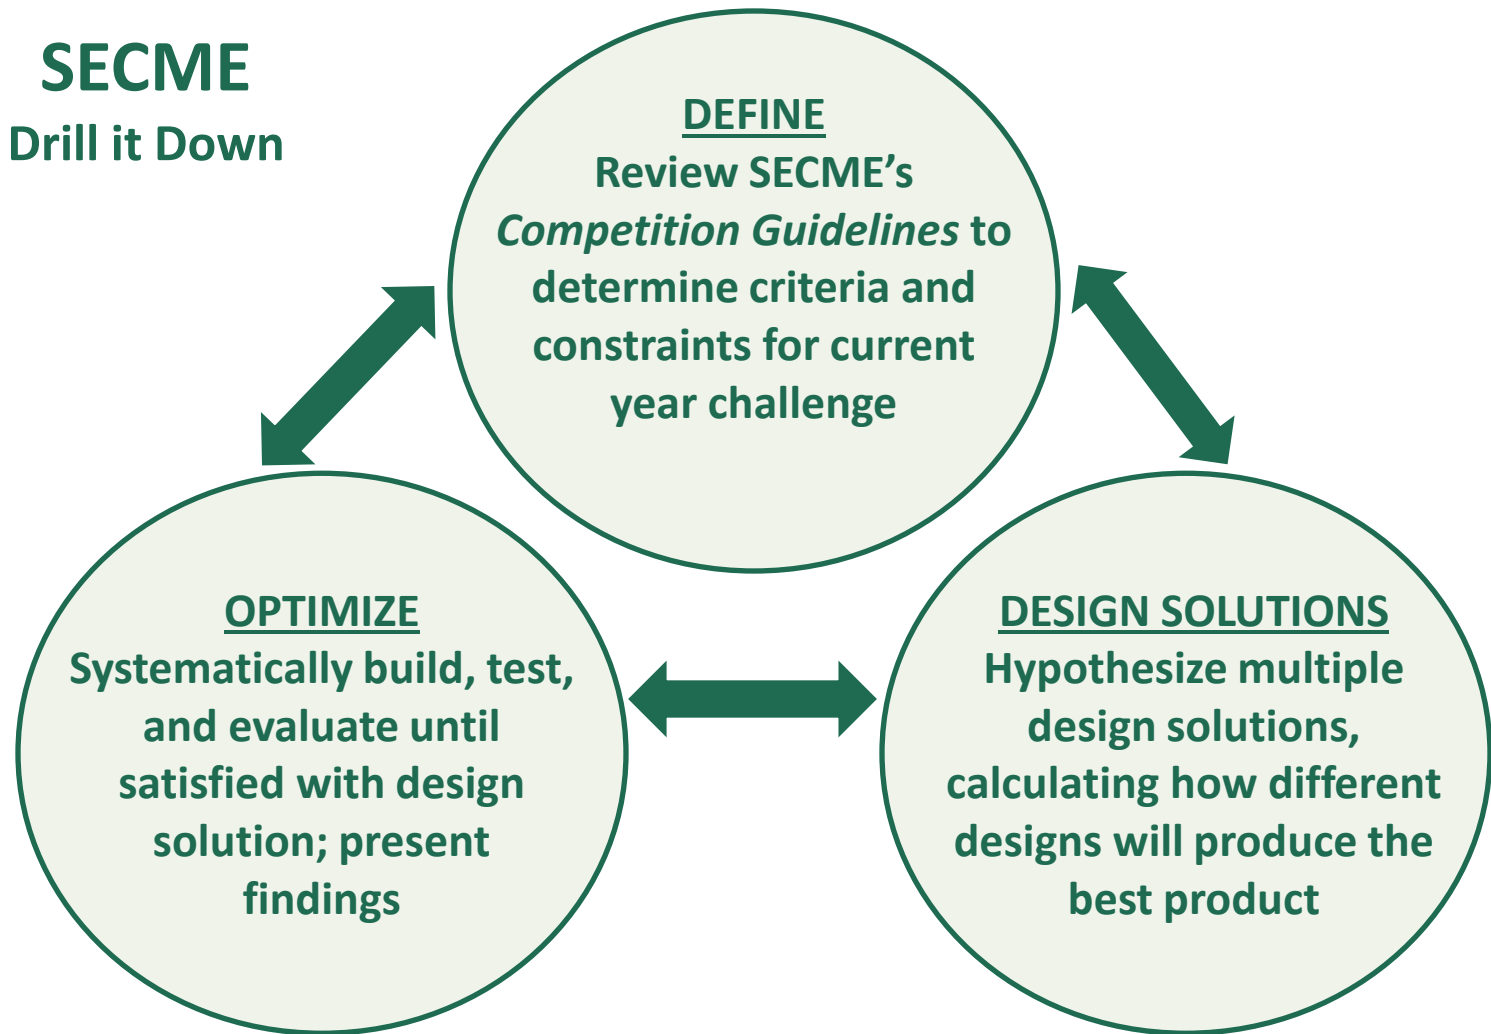 SECME
Drill it Down
DEFINE
Review SECME’s
Competition Guidelines to
determine criteria and
constraints for current
year challenge
OPTIMIZE
Systematically build, test,
and evaluate until
satisfied with design
solution; present
findings
DESIGN SOLUTIONS
Hypothesize multiple
design solutions,
calculating how different
designs will produce the
best product